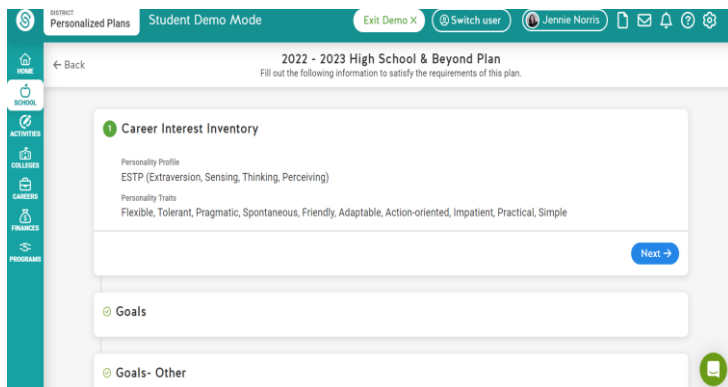 DISTRICT
Personalized Plans
Student Demo Mode
Exit Demo X
Switch user
Jennie Norris
HOME
SCHOOL
ACTIVITIES
COLLEGES
CAREERS
FINANCES
PROGRAMS
← Back
2022 - 2023 High School & Beyond Plan
Fill out the following information to satisfy the requirements of this plan.
1 Career Interest Inventory
Personality Profile
ESTP (Extraversion, Sensing, Thinking, Perceiving)
Personality Traits
Flexible, Tolerant, Pragmatic, Spontaneous, Friendly, Adaptable, Action-oriented, Impatient, Practical, Simple
Next →
Goals
Goals- Other